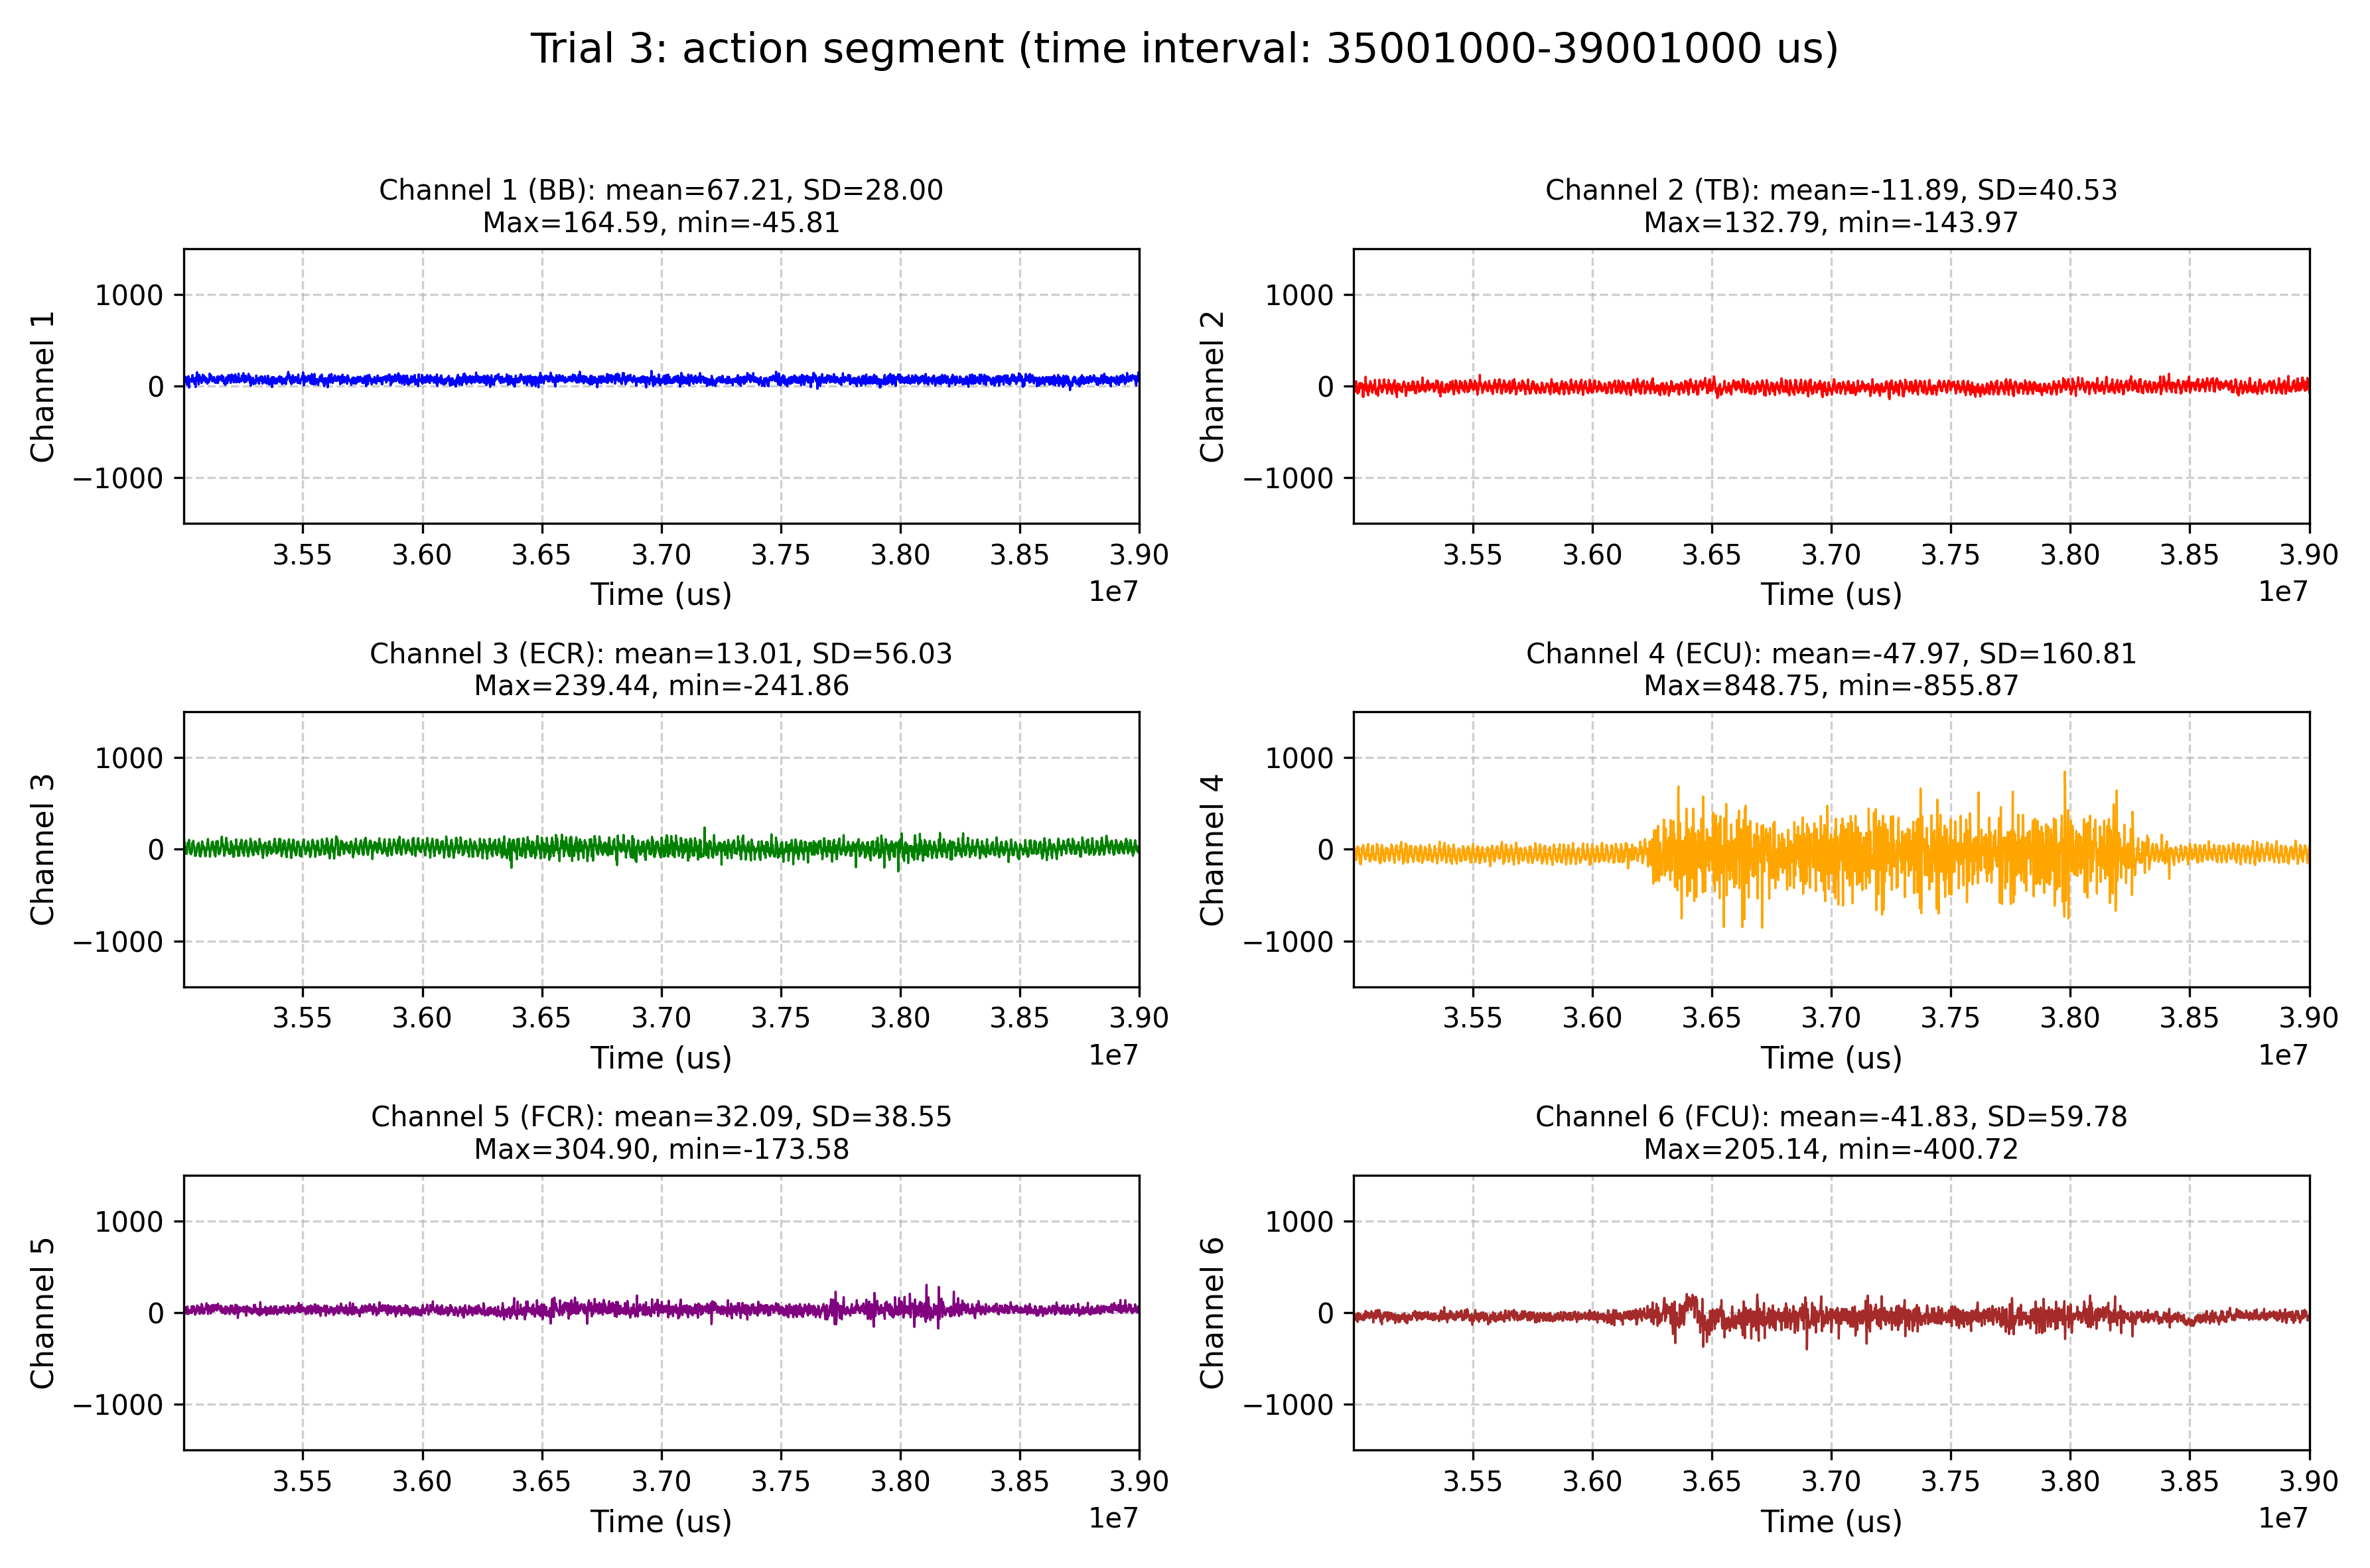 Trial 3: action segment (time interval: 35001000-39001000 us)
Channel 1 (BB): mean=67.21, SD=28.00
Max=164.59, min=-45.81
Channel 1
1000
0
−1000
3.55 3.60 3.65 3.70 3.75 3.80 3.85 3.90
Time (us)
1e7
Channel 2 (TB): mean=-11.89, SD=40.53
Max=132.79, min=-143.97
Channel 2
1000
0
−1000
3.55 3.60 3.65 3.70 3.75 3.80 3.85 3.90
Time (us)
1e7
Channel 3 (ECR): mean=13.01, SD=56.03
Max=239.44, min=-241.86
Channel 3
1000
0
−1000
3.55 3.60 3.65 3.70 3.75 3.80 3.85 3.90
Time (us)
1e7
Channel 4 (ECU): mean=-47.97, SD=160.81
Max=848.75, min=-855.87
Channel 4
1000
0
−1000
3.55 3.60 3.65 3.70 3.75 3.80 3.85 3.90
Time (us)
1e7
Channel 5 (FCR): mean=32.09, SD=38.55
Max=304.90, min=-173.58
Channel 5
1000
0
−1000
3.55 3.60 3.65 3.70 3.75 3.80 3.85 3.90
Time (us)
1e7
Channel 6 (FCU): mean=-41.83, SD=59.78
Max=205.14, min=-400.72
Channel 6
1000
0
−1000
3.55 3.60 3.65 3.70 3.75 3.80 3.85 3.90
Time (us)
1e7